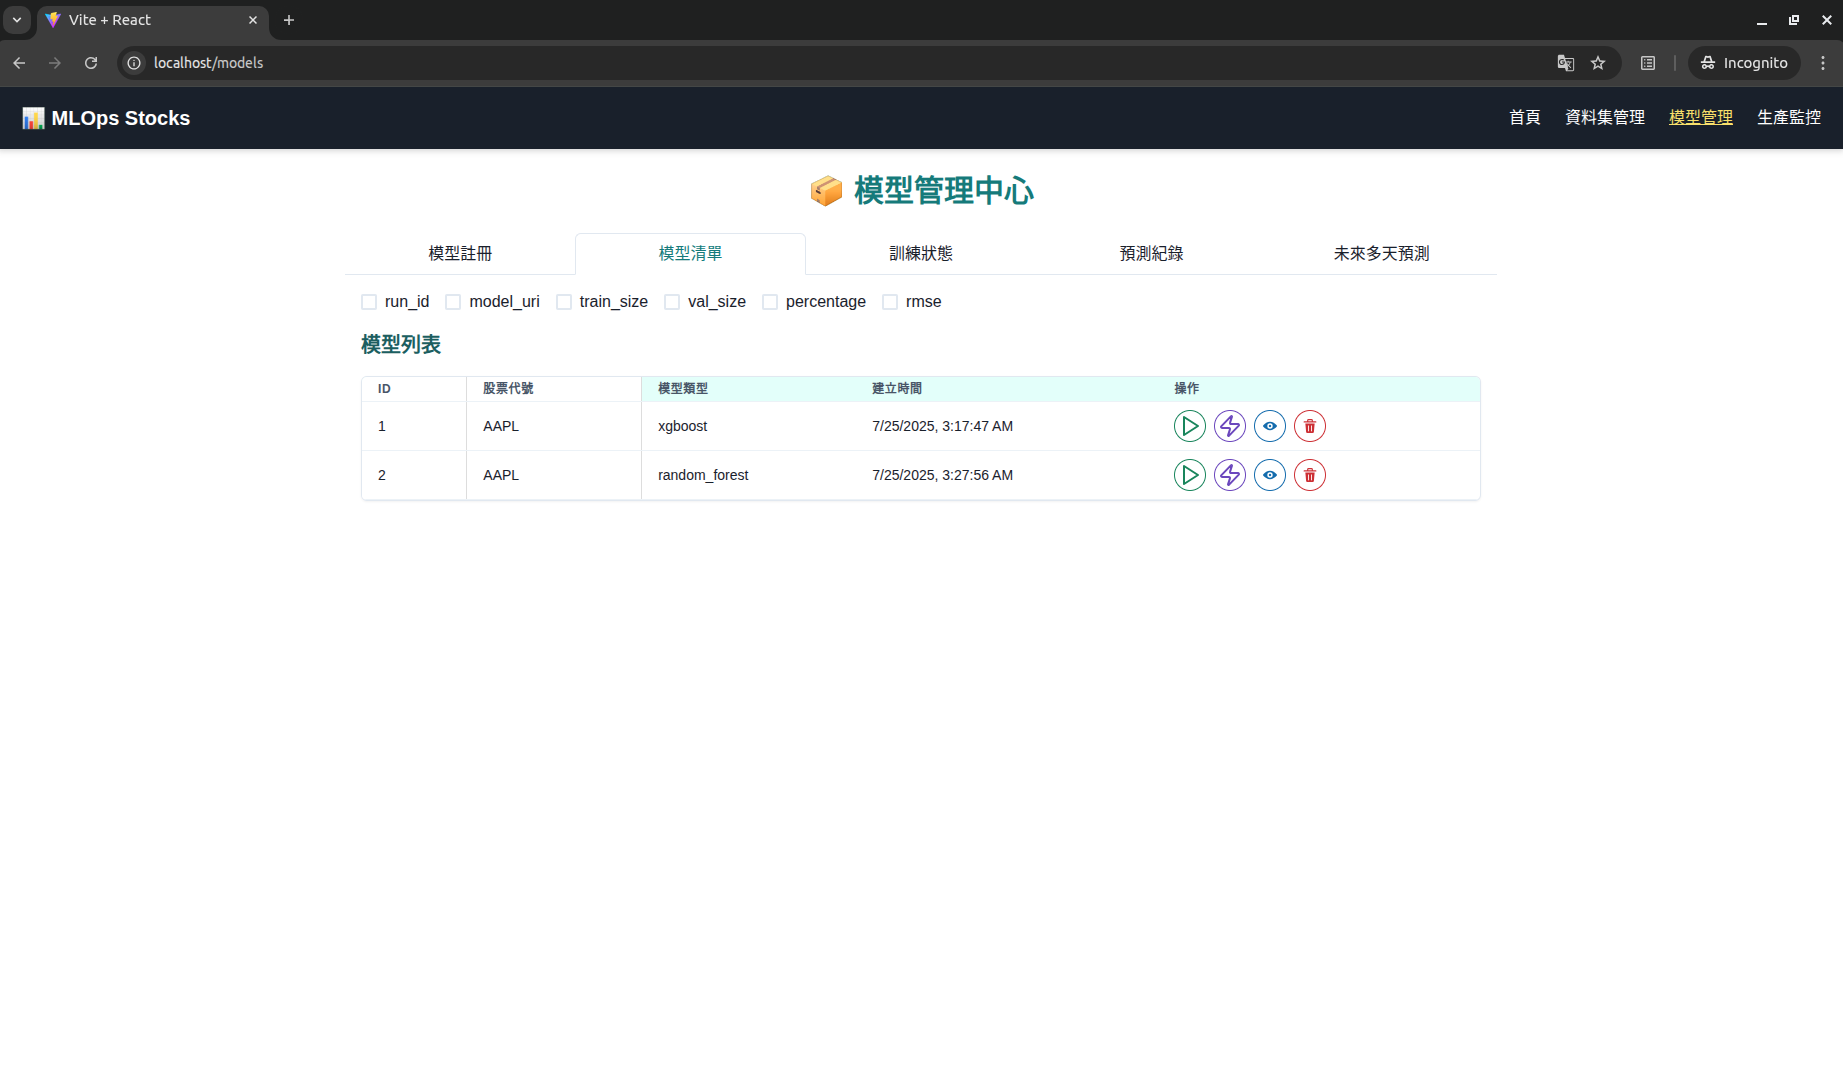 Vite + React
localhost/models
Incognito
MLOps Stocks
首頁 資料集管理 模型管理 生產監控
模型管理中心
模型註冊 模型清單 訓練狀態 預測紀錄 未來多天預測
run_id model_uri train_size val_size percentage rmse
模型列表
ID 股票代號 模型類型 建立時間 操作
1 AAPL xgboost 7/25/2025, 3:17:47 AM
2 AAPL random_forest 7/25/2025, 3:27:56 AM